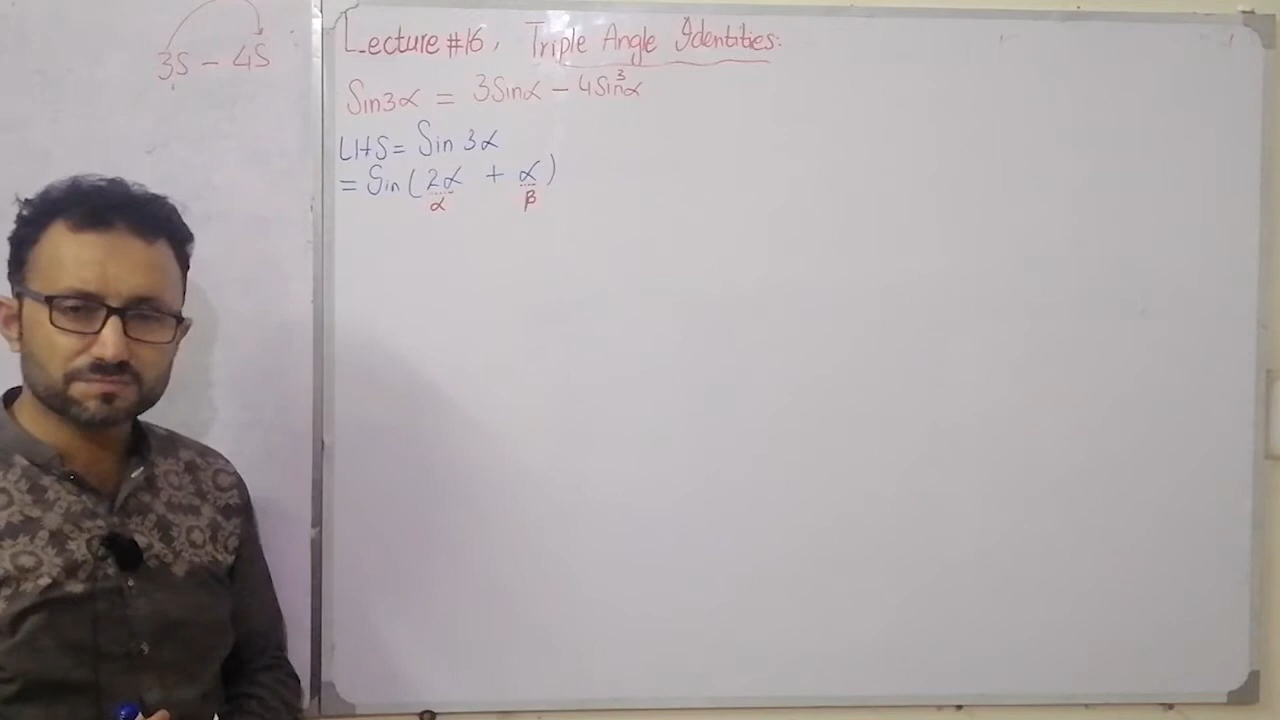 3S - 4S
Lecture #16, Triple Angle Identities:
Sin3α = 3Sinα - 4Sin³α
LHS = Sin 3α
= Sin (2α + α)
α β